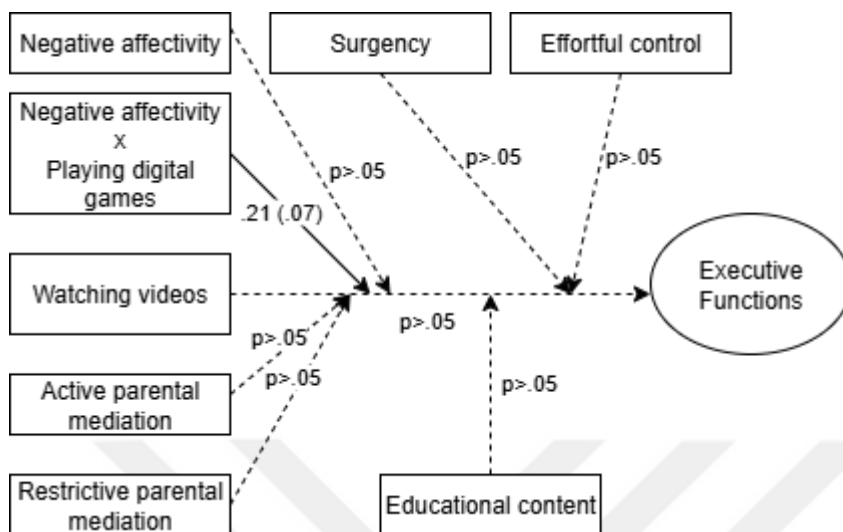 Negative affectivity
Surgency
Effortful control
Negative affectivity
x
Playing digital
games
p>.05
p>.05
p>.05
.21 (.07)
Watching videos
Executive
Functions
p>.05
p>.05
p>.05
Active parental
mediation
p>.05
Restrictive parental
mediation
Educational content